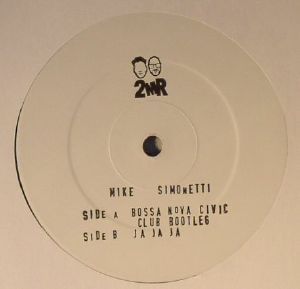 2MR
MIKE SIMONETTI
SIDE A BOSSA NOVA CIVIC
CLUB BOOTLEG
SIDE B JA JA JA